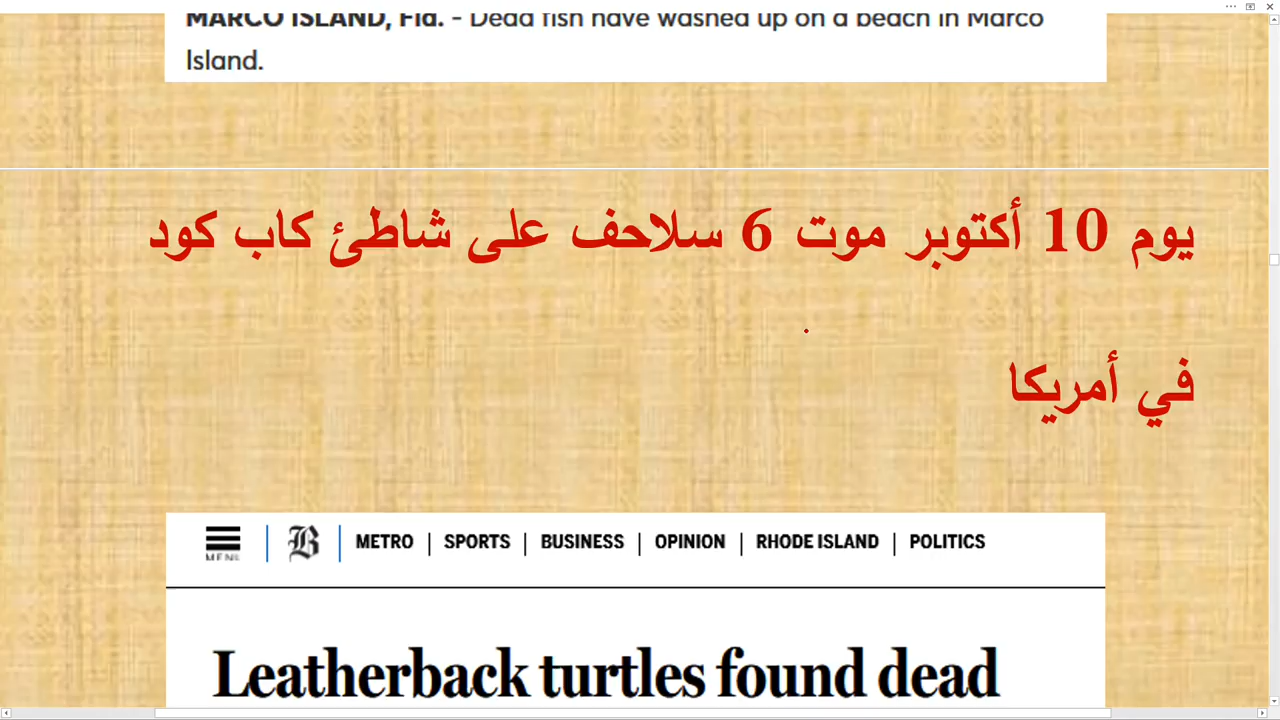 MARCO ISLAND, Fla. - Dead fish have washed up on a beach in Marco
Island.
يوم 10 أكتوبر موت 6 سلاحف على شاطئ كاب كود
في أمريكا
MENU | B | METRO | SPORTS | BUSINESS | OPINION | RHODE ISLAND | POLITICS
Leatherback turtles found dead